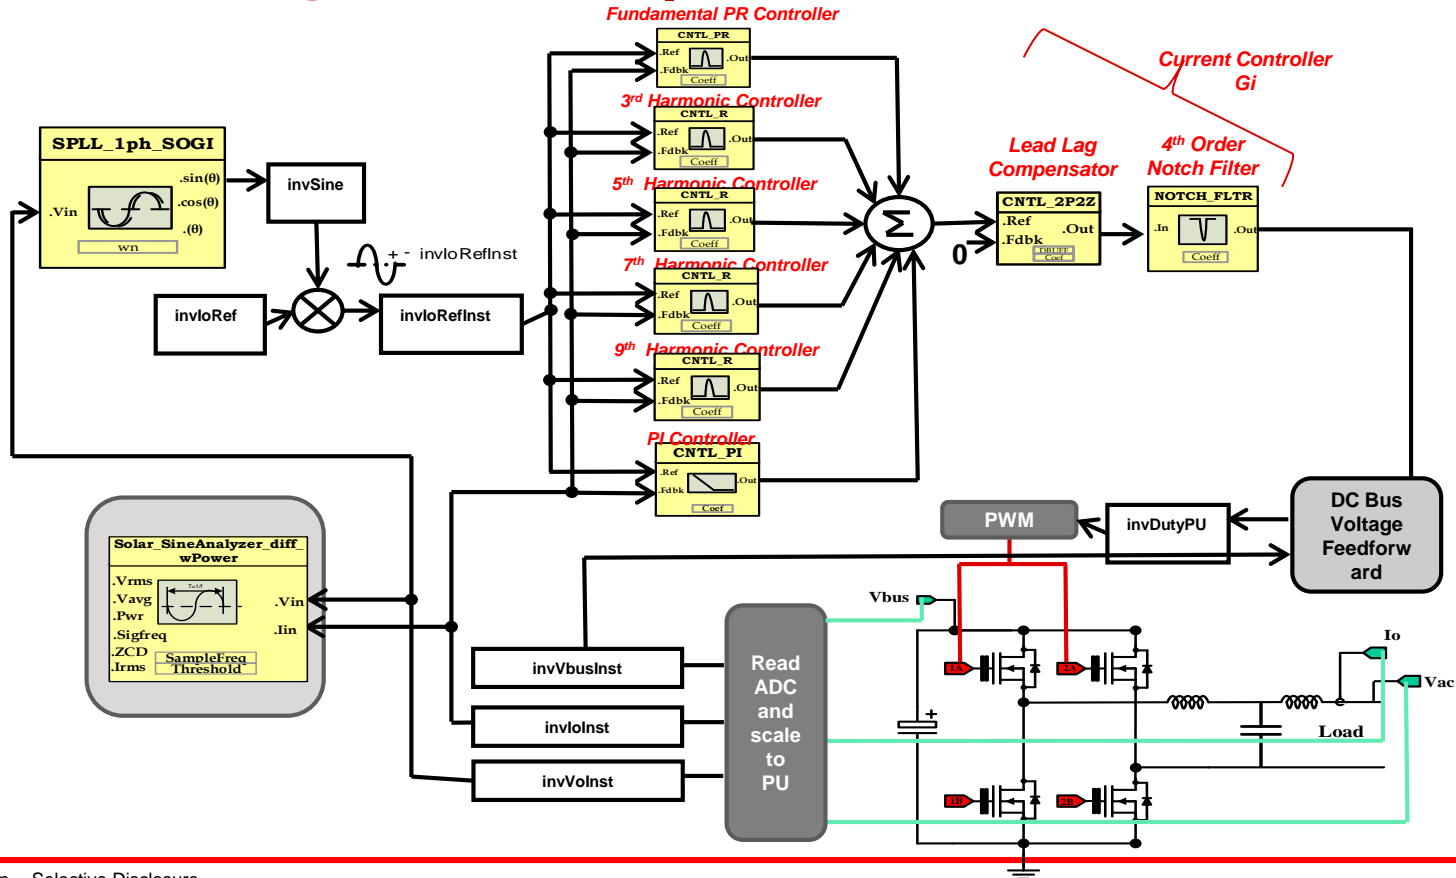 Fundamental PR Controller
CNTL_PR
.Ref
.Out
.Fdbk
Coeff
Current Controller
Gi
3rd Harmonic Controller
CNTL_R
.Ref
.Out
.Fdbk
Coeff
SPLL_1ph_SOGI
.sin(θ)
.cos(θ)
.Vin
.(θ)
wn
invSine
Lead Lag
Compensator
4th Order
Notch Filter
5th Harmonic Controller
CNTL_R
.Ref
.Out
.Fdbk
Coeff
Σ
CNTL_2P2Z
.Ref
.Out
.Fdbk
DBUFF
Coef
0
NOTCH_FLTR
.In
.Out
Coeff
+ - invIoRefInst
7th Harmonic Controller
CNTL_R
.Ref
.Out
.Fdbk
Coeff
invIoRef
invIoRefInst
9th Harmonic Controller
CNTL_R
.Ref
.Out
.Fdbk
Coeff
PI Controller
CNTL_PI
.Ref
.Out
.Fdbk
Coef
DC Bus
Voltage
Feedforw
ard
PWM
invDutyPU
Solar_SineAnalyzer_diff_
wPower
T=1/f
.Vrms
.Vavg
.Pwr
.Sigfreq
.ZCD
.Irms
.Vin
.Iin
SampleFreq
Threshold
Vbus
Read
ADC
and
scale
to
PU
invVbusInst
invIoInst
invVoInst
1A
2A
Io
Vac
+
Load
1B
2B
Selective Disclosure